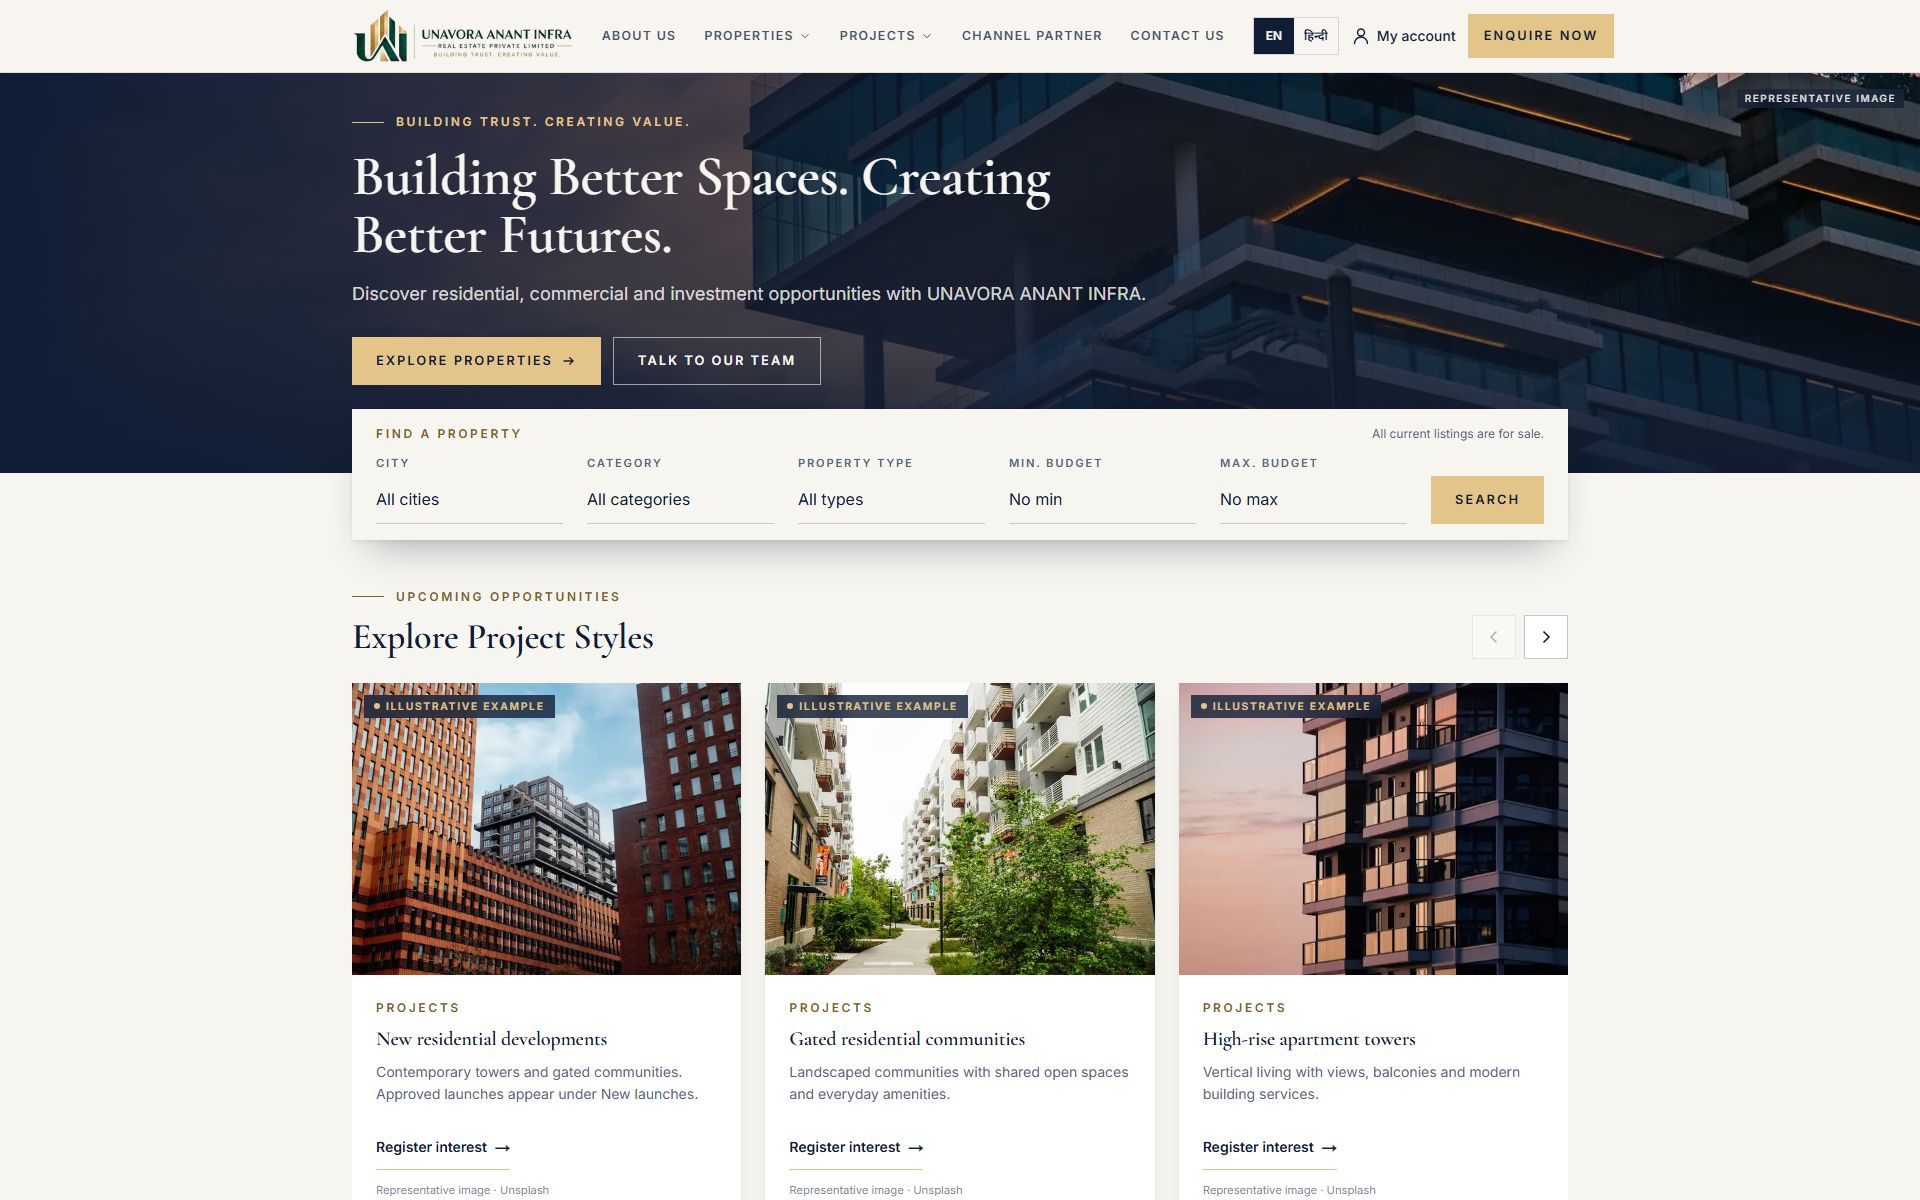 UNAVORA ANANT INFRA
REAL ESTATE PRIVATE LIMITED
BUILDING TRUST. CREATING VALUE.
ABOUT US
PROPERTIES
PROJECTS
CHANNEL PARTNER
CONTACT US
EN
हिन्दी
My account
ENQUIRE NOW
REPRESENTATIVE IMAGE
BUILDING TRUST. CREATING VALUE.
Building Better Spaces. Creating
Better Futures.
Discover residential, commercial and investment opportunities with UNAVORA ANANT INFRA.
EXPLORE PROPERTIES →
TALK TO OUR TEAM
FIND A PROPERTY
All current listings are for sale.
CITY
All cities
CATEGORY
All categories
PROPERTY TYPE
All types
MIN. BUDGET
No min
MAX. BUDGET
No max
SEARCH
UPCOMING OPPORTUNITIES
Explore Project Styles
ILLUSTRATIVE EXAMPLE
PROJECTS
New residential developments
Contemporary towers and gated communities.
Approved launches appear under New launches.
Register interest →
Representative image · Unsplash
ILLUSTRATIVE EXAMPLE
PROJECTS
Gated residential communities
Landscaped communities with shared open spaces
and everyday amenities.
Register interest →
Representative image · Unsplash
ILLUSTRATIVE EXAMPLE
PROJECTS
High-rise apartment towers
Vertical living with views, balconies and modern
building services.
Register interest →
Representative image · Unsplash